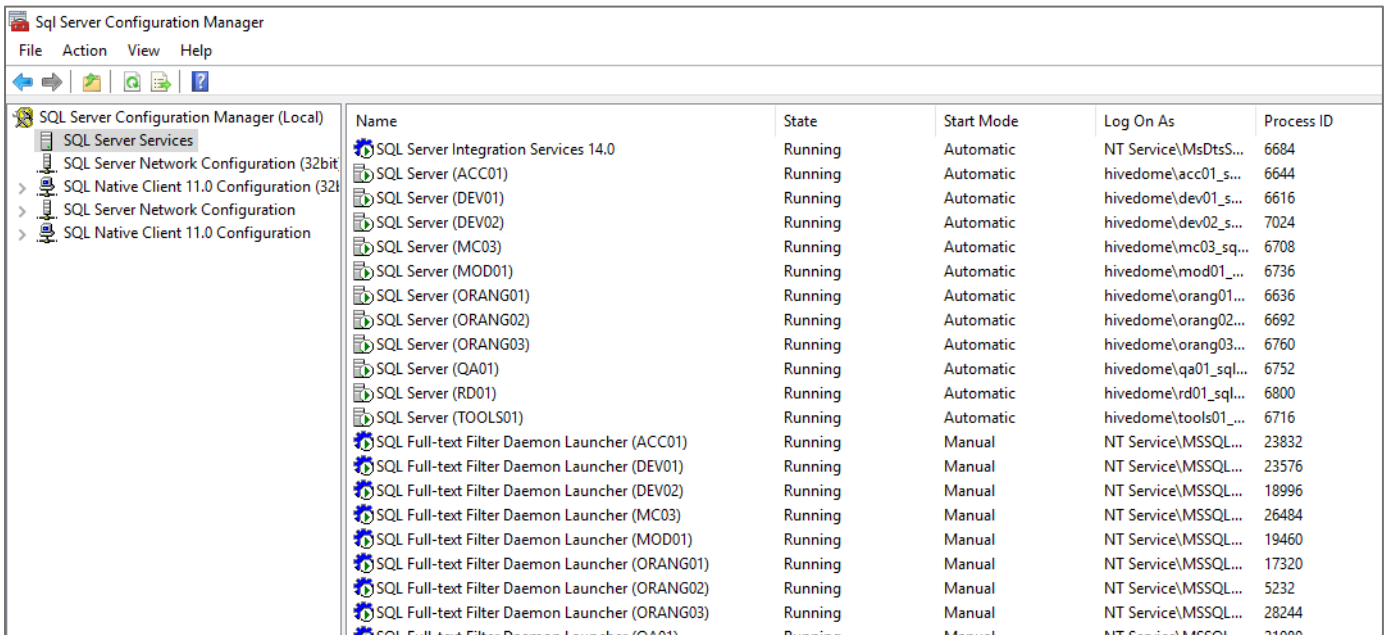 Sql Server Configuration Manager
File Action View Help
SQL Server Configuration Manager (Local)
SQL Server Services
SQL Server Network Configuration (32bit
SQL Native Client 11.0 Configuration (32
SQL Server Network Configuration
SQL Native Client 11.0 Configuration
Name State Start Mode Log On As Process ID
SQL Server Integration Services 14.0 Running Automatic NT Service\MsDtsS... 6684
SQL Server (ACC01) Running Automatic hivedome\acc01_s... 6644
SQL Server (DEV01) Running Automatic hivedome\dev01_s... 6616
SQL Server (DEV02) Running Automatic hivedome\dev02_s... 7024
SQL Server (MC03) Running Automatic hivedome\mc03_sq... 6708
SQL Server (MOD01) Running Automatic hivedome\mod01_... 6736
SQL Server (ORANG01) Running Automatic hivedome\orang01... 6636
SQL Server (ORANG02) Running Automatic hivedome\orang02... 6692
SQL Server (ORANG03) Running Automatic hivedome\orang03... 6760
SQL Server (QA01) Running Automatic hivedome\qa01_sql... 6752
SQL Server (RD01) Running Automatic hivedome\rd01_sql... 6800
SQL Server (TOOLS01) Running Automatic hivedome\tools01_... 6716
SQL Full-text Filter Daemon Launcher (ACC01) Running Manual NT Service\MSSQL... 23832
SQL Full-text Filter Daemon Launcher (DEV01) Running Manual NT Service\MSSQL... 23576
SQL Full-text Filter Daemon Launcher (DEV02) Running Manual NT Service\MSSQL... 18996
SQL Full-text Filter Daemon Launcher (MC03) Running Manual NT Service\MSSQL... 26484
SQL Full-text Filter Daemon Launcher (MOD01) Running Manual NT Service\MSSQL... 19460
SQL Full-text Filter Daemon Launcher (ORANG01) Running Manual NT Service\MSSQL... 17320
SQL Full-text Filter Daemon Launcher (ORANG02) Running Manual NT Service\MSSQL... 5232
SQL Full-text Filter Daemon Launcher (ORANG03) Running Manual NT Service\MSSQL... 28244
SQL Full-text Filter Daemon Launcher (QA01) Running Manual NT Service\MSSQL...